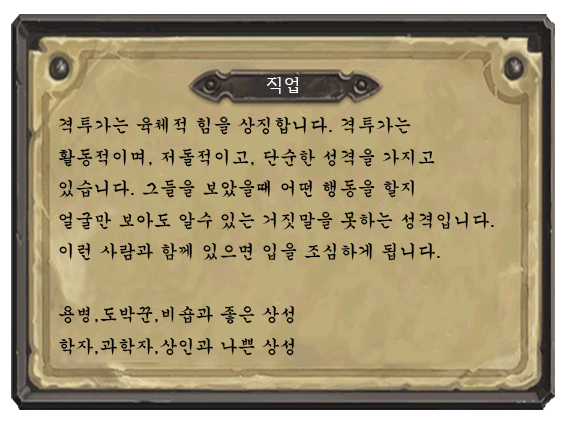 직업
격투가는 육체적 힘을 상징합니다. 격투가는
활동적이며, 저돌적이고, 단순한 성격을 가지고
있습니다. 그들을 보았을때 어떤 행동을 할지
얼굴만 보아도 알수 있는 거짓말을 못하는 성격입니다.
이런 사람과 함께 있으면 입을 조심하게 됩니다.
용병,도박꾼,비숍과 좋은 상성
학자,과학자,상인과 나쁜 상성